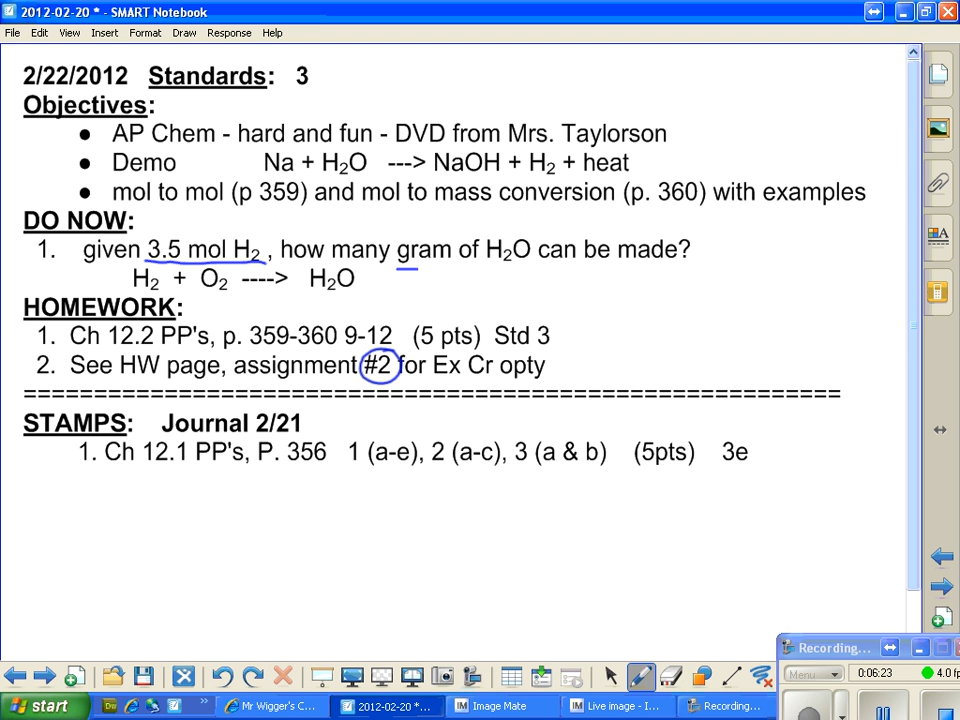 2012-02-20 * - SMART Notebook
File Edit View Insert Format Draw Response Help
2/22/2012 Standards: 3
Objectives:
● AP Chem - hard and fun - DVD from Mrs. Taylorson
● Demo Na + H₂O ---> NaOH + H₂ + heat
● mol to mol (p 359) and mol to mass conversion (p. 360) with examples
DO NOW:
1. given 3.5 mol H₂ , how many gram of H₂O can be made?
H₂ + O₂ ----> H₂O
HOMEWORK:
1. Ch 12.2 PP's, p. 359-360 9-12 (5 pts) Std 3
2. See HW page, assignment #2 for Ex Cr opty
======================================================================
STAMPS: Journal 2/21
1. Ch 12.1 PP's, P. 356 1 (a-e), 2 (a-c), 3 (a & b) (5pts) 3e
Recording...
Menu 0:06:23 4.0 f
start Mr Wigger's C... 2012-02-20 *... Image Mate Live image - I... Recording...